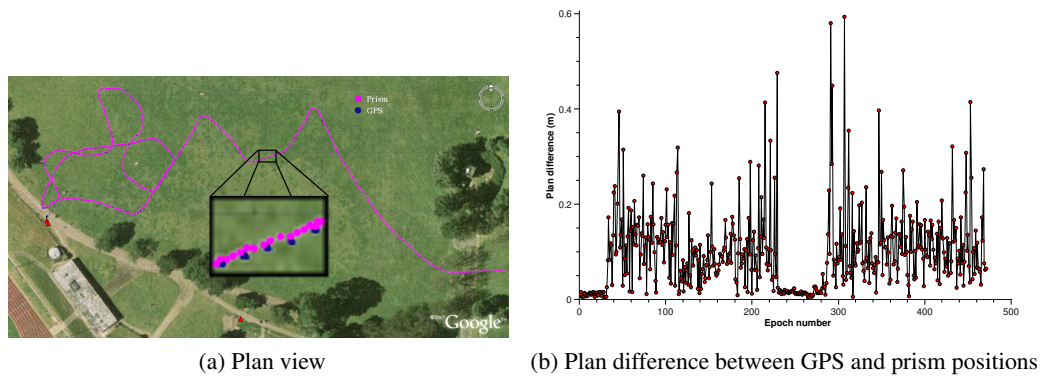 Prism
GPS
©2007 Google™
(a) Plan view
0.6
0.4
0.2
0
Plan difference (m)
0 100 200 300 400 500
Epoch number
(b) Plan difference between GPS and prism positions